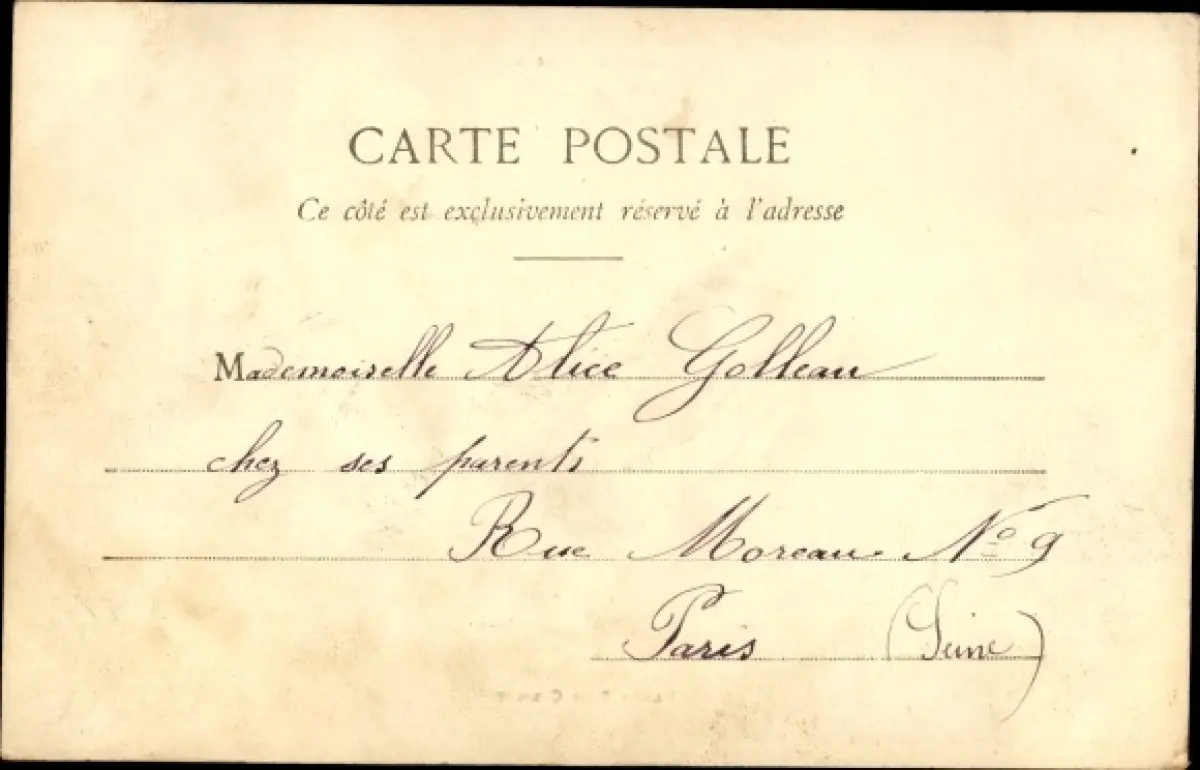 CARTE POSTALE
Ce côté est exclusivement réservé à l'adresse
Mademoiselle Alice Golleau
chez ses parents
Rue Moreau Nº 9
Paris (Seine)